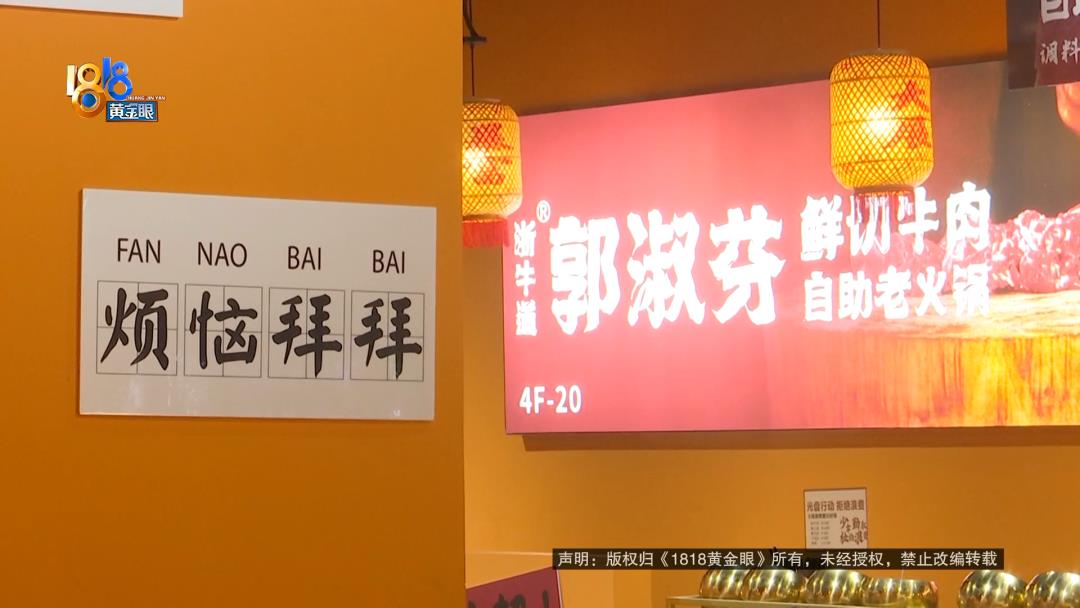 1818
HUANG JIN YAN
黄金眼
FAN NAO BAI BAI
烦恼拜拜
浙牛道®
郭淑芬
鲜切牛肉
自助老火锅
4F-20
调料
光盘行动 拒绝浪费
声明：版权归《1818黄金眼》所有，未经授权，禁止改编转载